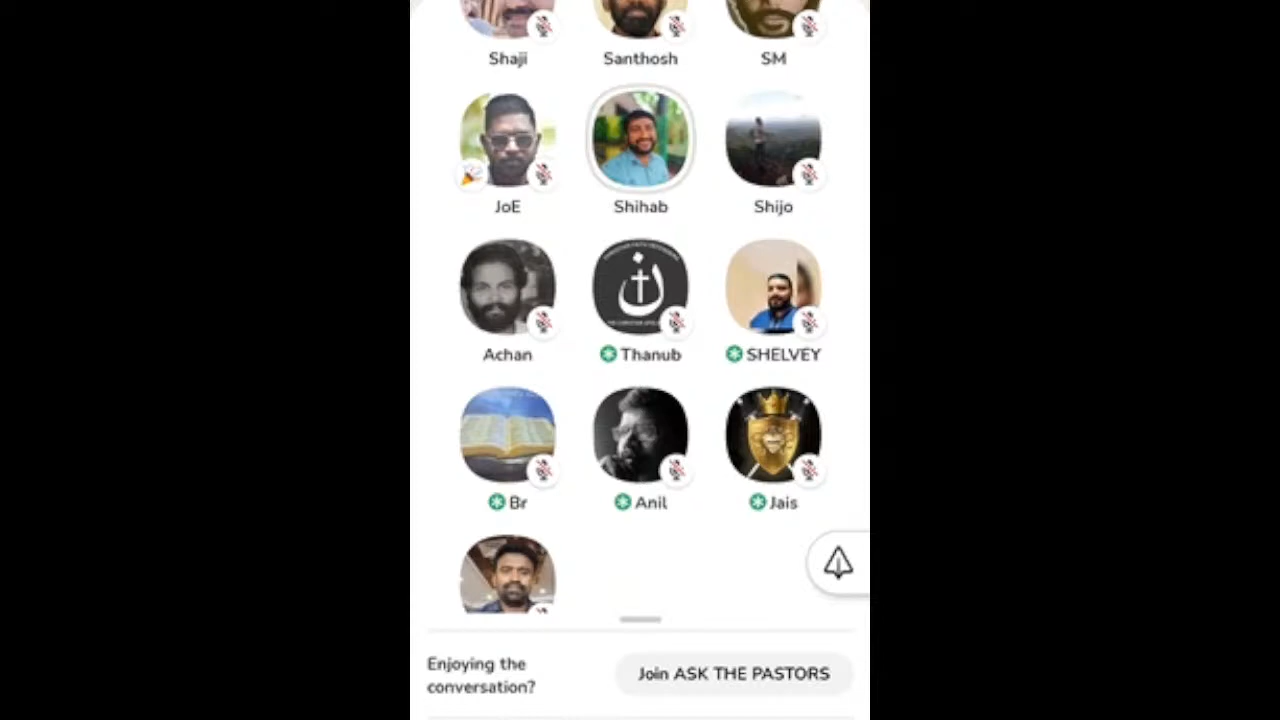 Shaji
Santhosh
SM
JoE
Shihab
Shijo
Achan
Thanub
SHELVEY
Br
Anil
Jais
Enjoying the
conversation?
Join ASK THE PASTORS